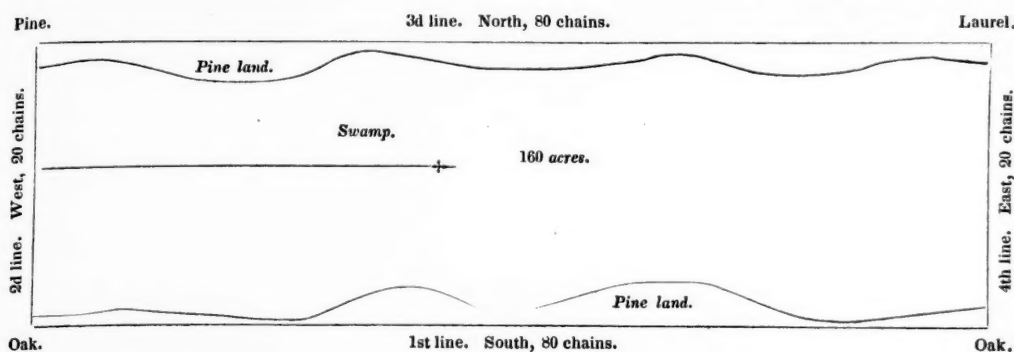 Pine.
3d line. North, 80 chains.
Laurel.
Pine land.
2d line. West, 20 chains.
Swamp.
160 acres.
4th line. East, 20 chains.
Pine land.
Oak.
1st line. South, 80 chains.
Oak.